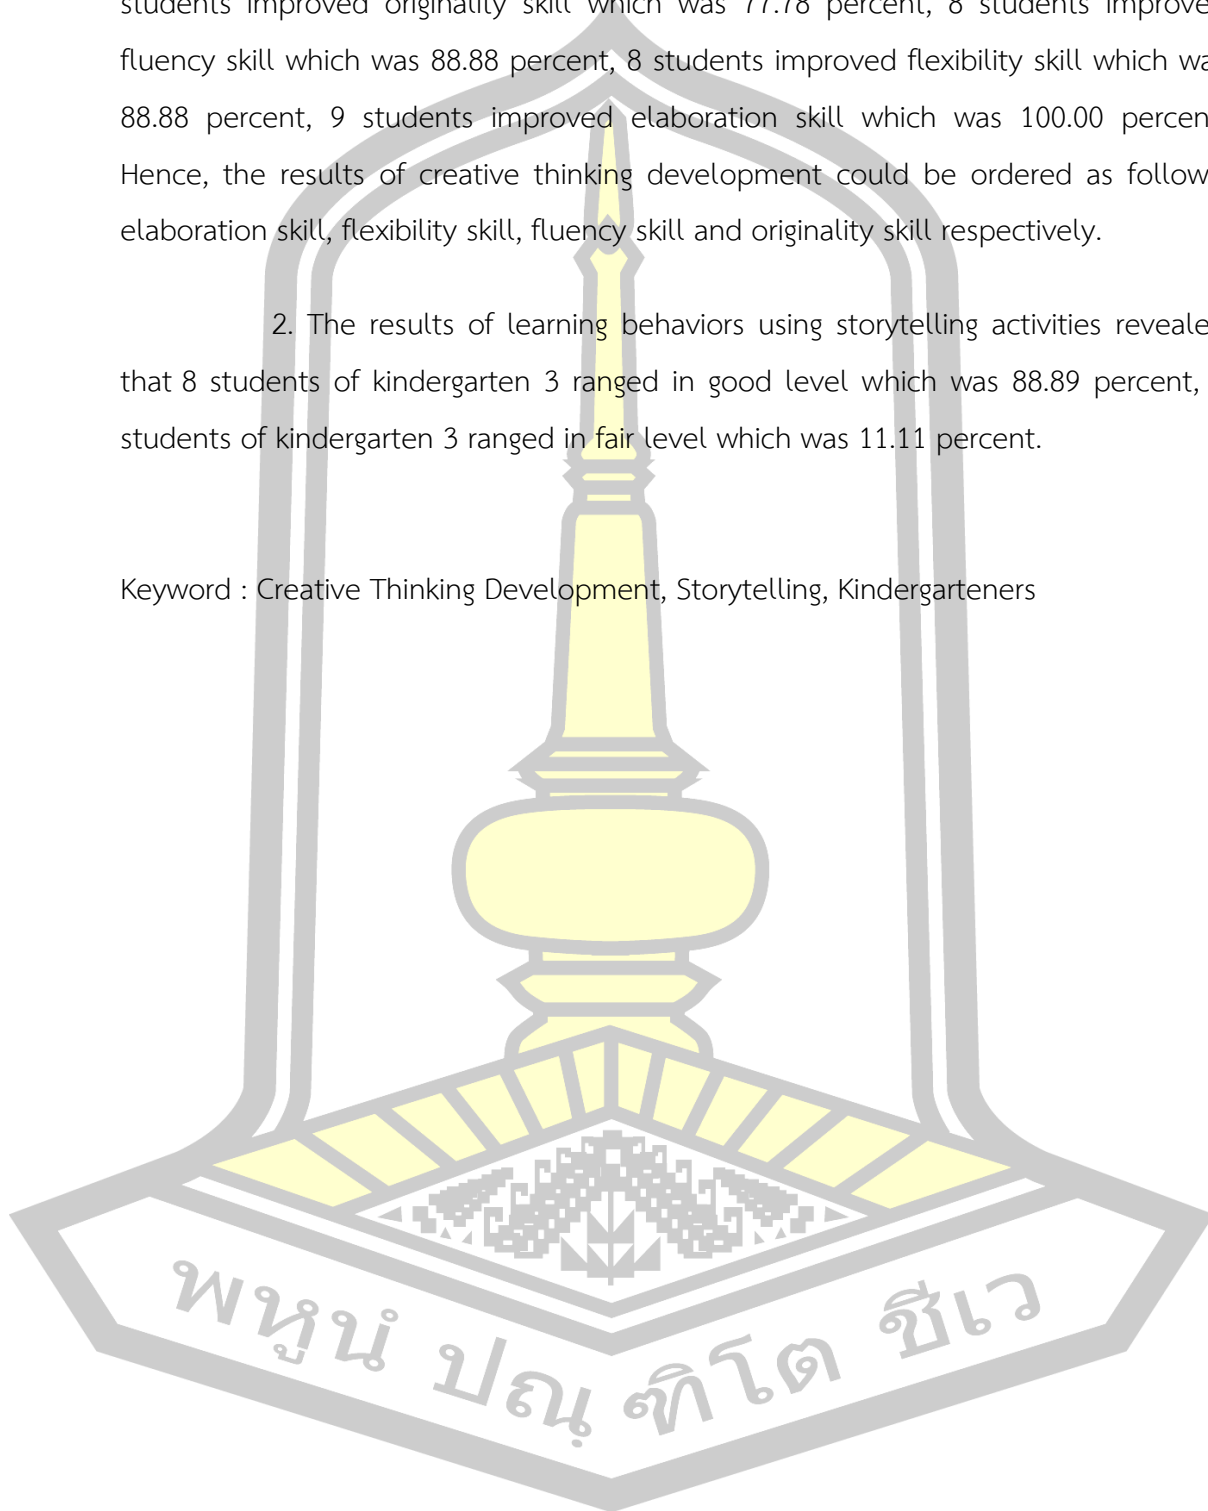 students improved originality skill which was 77.78 percent, 8 students improve
fluency skill which was 88.88 percent, 8 students improved flexibility skill which wa
88.88 percent, 9 students improved elaboration skill which was 100.00 percen
Hence, the results of creative thinking development could be ordered as follow
elaboration skill, flexibility skill, fluency skill and originality skill respectively.
2. The results of learning behaviors using storytelling activities reveale
that 8 students of kindergarten 3 ranged in good level which was 88.89 percent,
students of kindergarten 3 ranged in fair level which was 11.11 percent.
Keyword : Creative Thinking Development, Storytelling, Kindergarteners
พหูนํ ปณฺฑิโต ชีเว